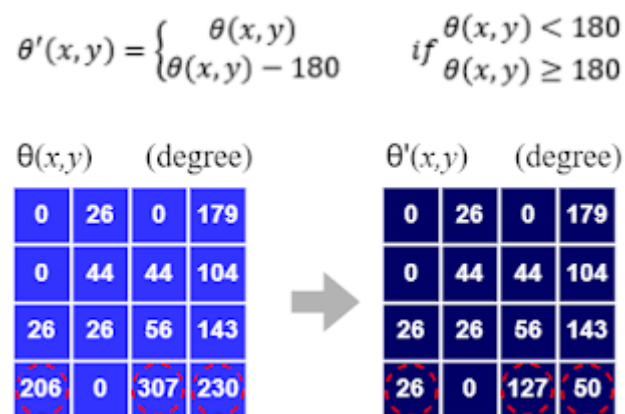 θ′(x, y) = { θ(x, y) if θ(x, y) < 180
θ(x, y) − 180 θ(x, y) ≥ 180
θ(x,y) (degree) θ'(x,y) (degree)
0 26 0 179 0 26 0 179
0 44 44 104 0 44 44 104
26 26 56 143 26 26 56 143
206 0 307 230 26 0 127 50